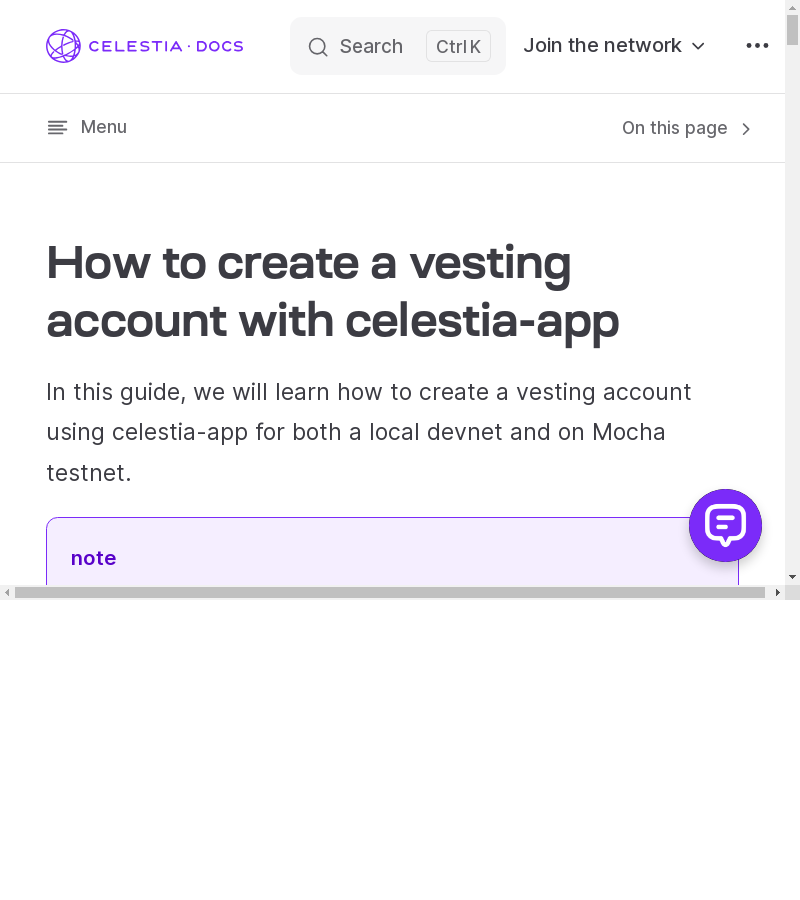 CELESTIA · DOCS
Search
Ctrl K
Join the network
Menu
On this page
How to create a vesting
account with celestia-app
In this guide, we will learn how to create a vesting account
using celestia-app for both a local devnet and on Mocha
testnet.
note